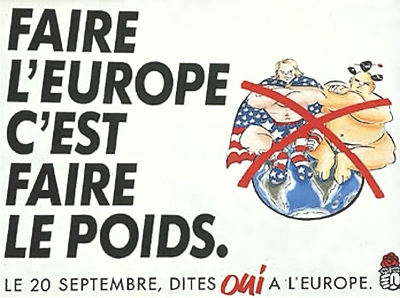 FAIRE
L'EUROPE
C'EST
FAIRE
LE POIDS.
LE 20 SEPTEMBRE, DITES oui A L'EUROPE.